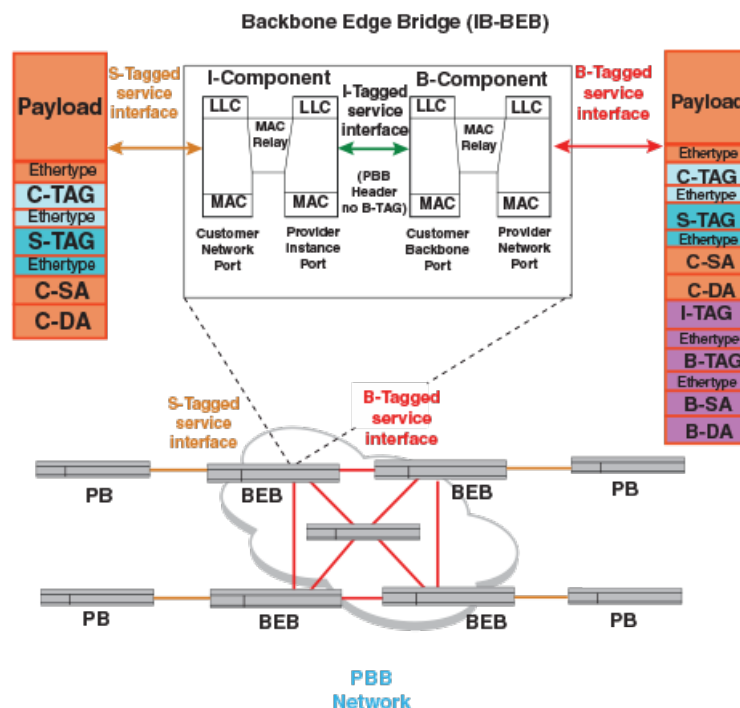 Backbone Edge Bridge (IB-BEB)
S-Tagged
service
interface
I-Component
I-Tagged
service
interface
(PBB
Header
no B-TAG)
B-Component
B-Tagged
service
interface
LLC
LLC
MAC
Relay
MAC
MAC
Customer
Network
Port
Provider
Instance
Port
LLC
LLC
MAC
Relay
MAC
MAC
Customer
Backbone
Port
Provider
Network
Port
Payload
Ethertype
C-TAG
Ethertype
S-TAG
Ethertype
C-SA
C-DA
Payload
Ethertype
C-TAG
Ethertype
S-TAG
Ethertype
C-SA
C-DA
I-TAG
Ethertype
B-TAG
Ethertype
B-SA
B-DA
S-Tagged
service
interface
B-Tagged
service
interface
PB
BEB
BEB
PB
PB
BEB
BEB
PB
PBB
Network